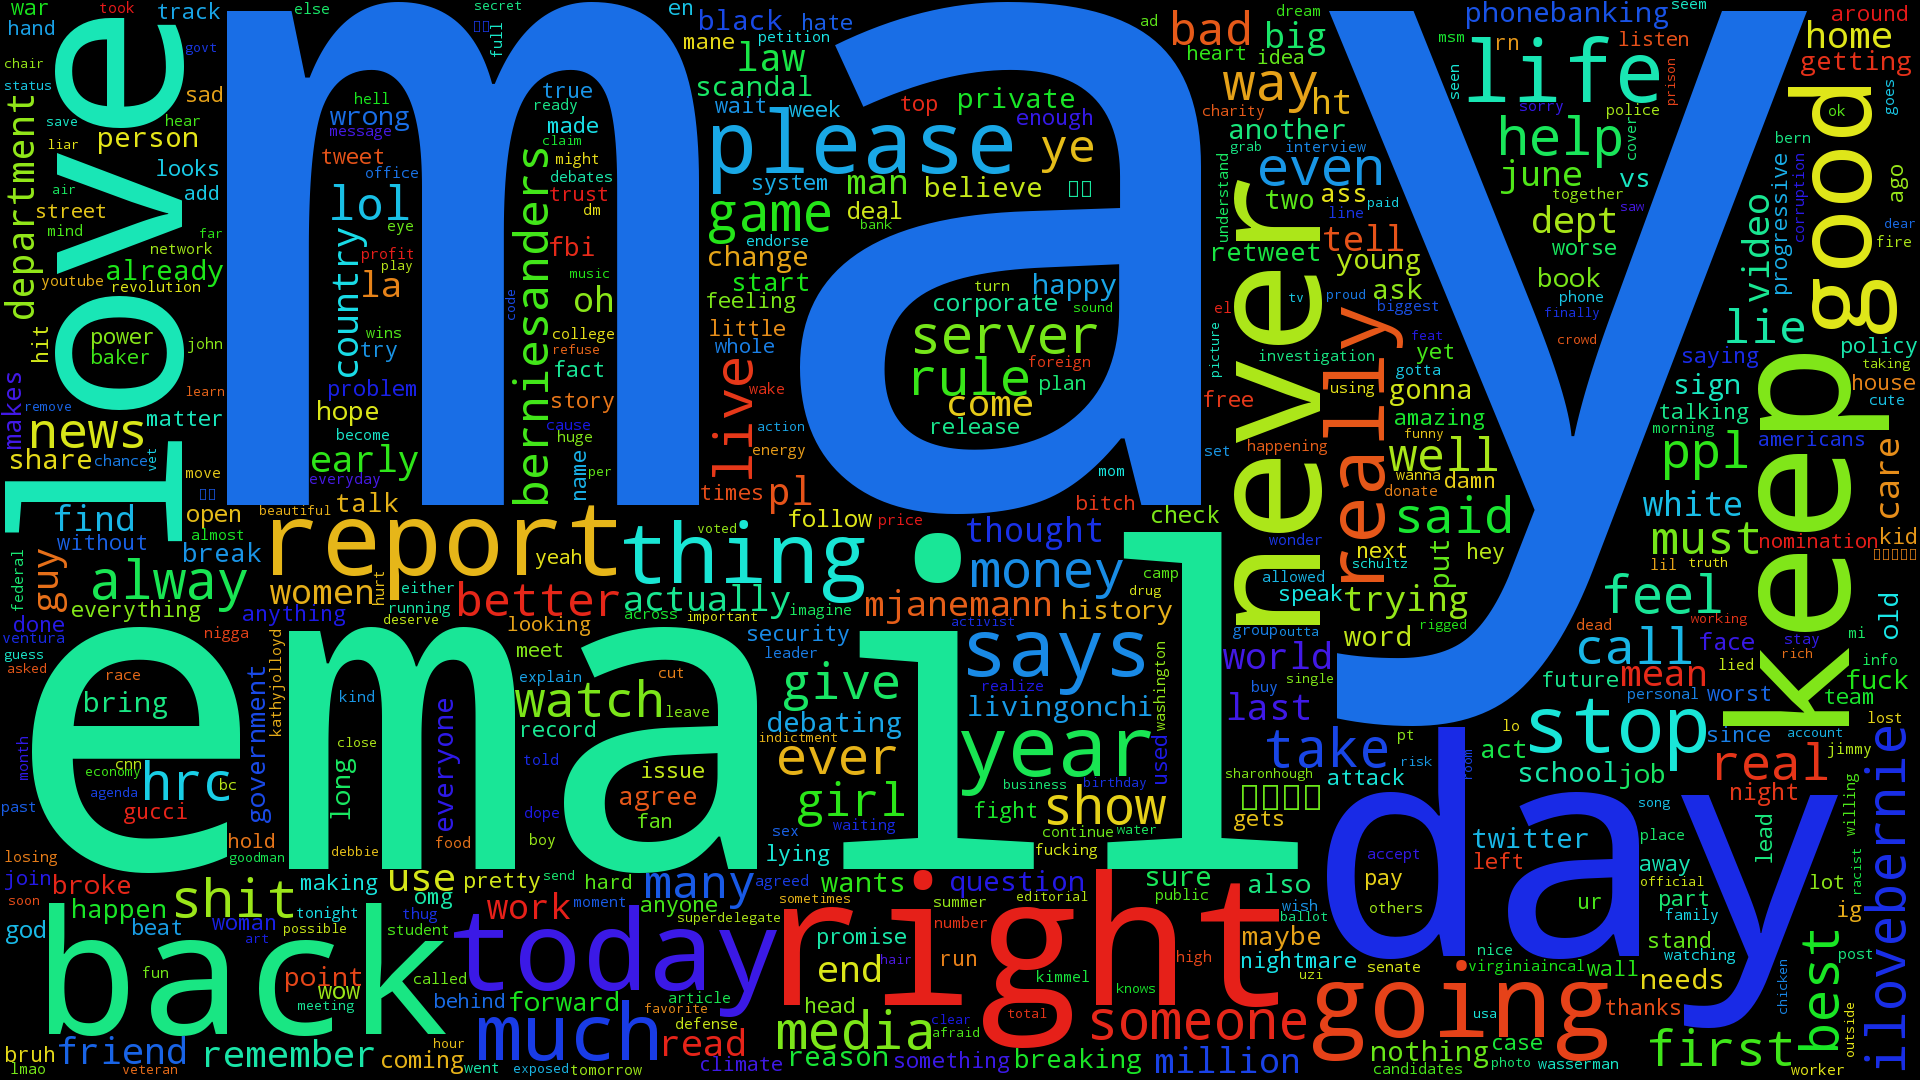 may
email
day
love
right
back
good
keep
never
report
thing
please
life
really
today
going
much
stop
year
says
watch
live
server
rule
game
news
alway
first
media
someone
real
take
call
feel
must
said
help
even
way
bad
big
law
black hate
mane petition
scandal
wait week
top private
enough
system man believe
deal
endorse
change
start
feeling
little
whole
wake
action
energy
times pl
turn happy
corporate sound
foreign
plan
come
release
mom
bitch
follow price
check
thought
money
camp
drug
mjanemann history
activist
war track else secret en
hand govt
chair
status sad
department
save hear
liar person
looks
air add
street
mind far
network
youtube already
revolution
hit power
baker john
makes learn
remove matter
share chance vet
move
find open
without almost
break
federal guy
everything anything
done
ventura nigga
guess
asked race
bring
government kathyjolloyd
month cnn
economy hrc bc
agenda
past gucci
hold
losing goodman
join broke making
soon happen shit
god beat woman tonight
art possible
fun point wow
meeting
bruh friend remember
lmao veteran
hell wrong
message
tweet office
lol eye
country profit
play
la
wins
try
problem
hope
become
early
everyday
beautiful talk
full
true
ready
made
claim
might
debates
trust
dm
berniesanders
fbi
music
oh
code college
refuse
fact
story
cause
huge
name per
voted
yeah
women hurt either
running better
deserve looking
actually imagine
across important
security
leader
meet
explain cut
kind
record leave
everyone
told
close long
issue
agree
fan
dope
boy
debbie food
use pretty send hard
omg
thug
student work moment anyone
superdelegate
called
behind forward article
favorite
defense
hour
coming went exposed tomorrow
climate
give
realize
livingonchi
debating
indictment
ever
business birthday used washington
girl fight show
waiting continue water
sex fucking
lying
many agreed wants question sure
sometimes summer editorial public
promise number
end hair run
head
clear
afraid
reason something breaking
kimmel high
knows
total
million
ad heart idea dream
charity ht
another
grab interview
understand two ass
line paid
retweet tell
young
ask
tv proud
el biggest
picture feat
investigation yet
gotta
using gonna
free amazing
set happening funny
well
wanna
donate damn
wonder next hey
schultz put
allowed
speak trying
group outta word rigged
world
buy single
last
pt
attack risk
room
sharonhough
gets
accept
pay
others
also
wish
ballot
maybe
nightmare
uzi senate
phonebanking seem
msm rn listen
seen sorry police prison
cover
june vs
together
dept saw
worse
book
phone
finally
crowd
around
home
getting
ok goes
bern
corruption
progressive
video
ago
dear
fire
lie
saying policy
taking
sign house
talking cute
morning
ppl americans
care
white
nomination kid
lil truth
dead working
old
face stay mi
mean lied rich info
future fuck
personal worst team
lo lost
act since account
school job jimmy
night
song
twitter place
left away lead willing
official
ur part lot racist
family
ig
nice stand
virginiaincal wall watching post
needs best
thanks
usa
nothing case
candidates photo wasserman
chicken
outside
worker
ilovebernie